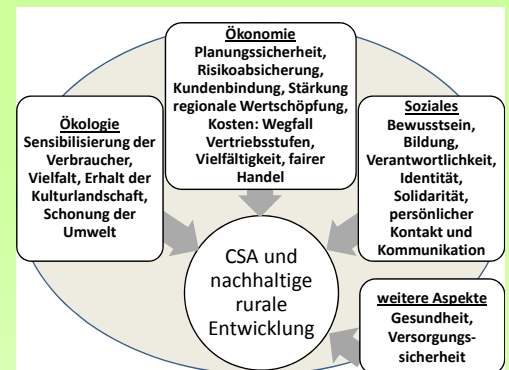 Ökonomie
Planungssicherheit,
Risikoabsicherung,
Kundenbindung, Stärkung
regionale Wertschöpfung,
Kosten: Wegfall
Vertriebsstufen,
Vielfältigkeit, fairer
Handel
Ökologie
Sensibilisierung der
Verbraucher,
Vielfalt, Erhalt der
Kulturlandschaft,
Schonung der
Umwelt
Soziales
Bewusstsein,
Bildung,
Verantwortlichkeit,
Identität,
Solidarität,
persönlicher
Kontakt und
Kommunikation
CSA und
nachhaltige
rurale
Entwicklung
weitere Aspekte
Gesundheit,
Versorgungs-
sicherheit